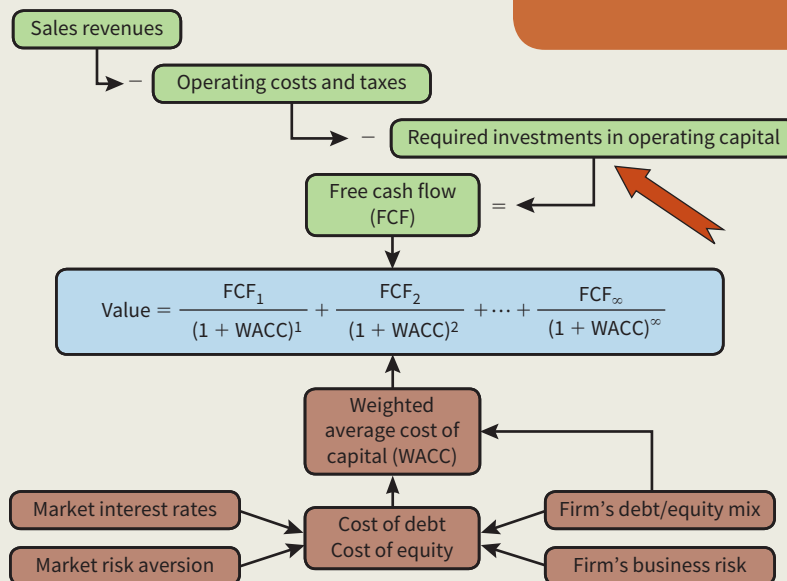 Sales revenues
− Operating costs and taxes
− Required investments in operating capital
Free cash flow
(FCF)
=
Value = FCF₁ / (1 + WACC)¹ + FCF₂ / (1 + WACC)² + ··· + FCF∞ / (1 + WACC)^∞
Weighted
average cost of
capital (WACC)
Market interest rates
Firm’s debt/equity mix
Cost of debt
Cost of equity
Market risk aversion
Firm’s business risk